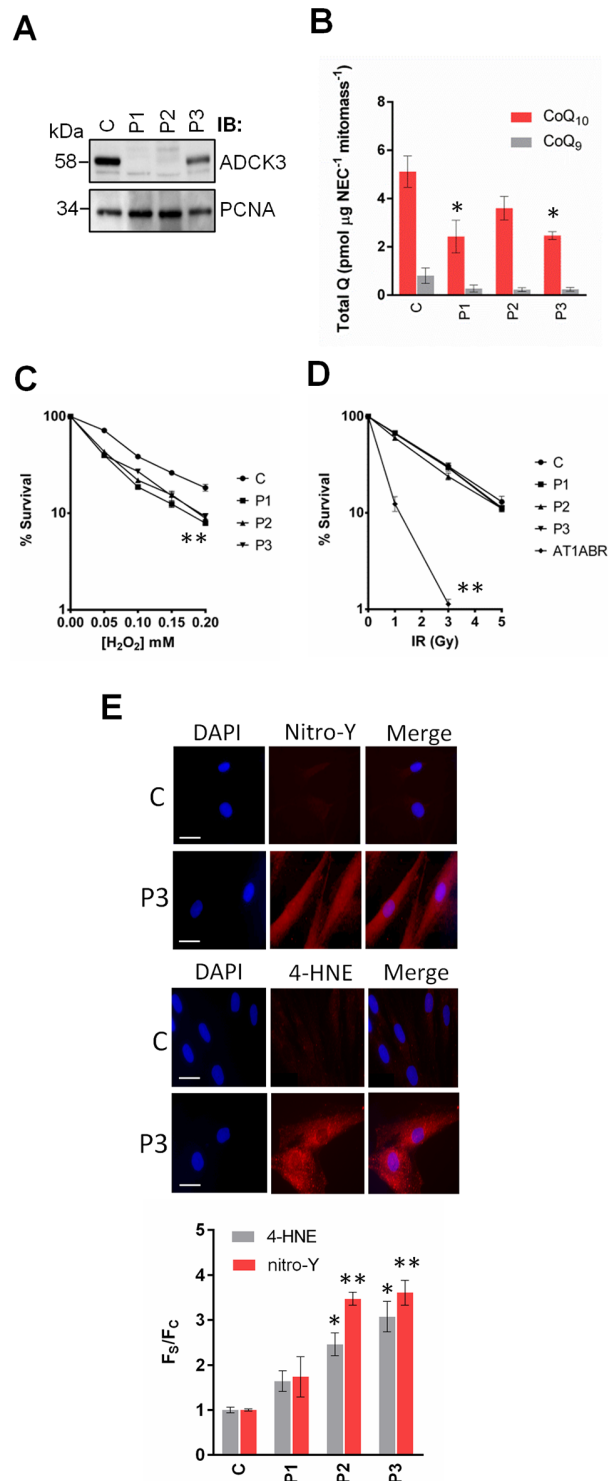 A
C P1 P2 P3 IB:
kDa
58 ADCK3
34 PCNA
B
Total Q (pmol µg NEC⁻¹ mitomass⁻¹)
8
6
4
2
0
CoQ₁₀
CoQ₉
* *
C P1 P2 P3
C
% Survival
100
10
1
0.00 0.05 0.10 0.15 0.20
[H₂O₂] mM
C
P1
P2
P3
**
D
% Survival
100
10
1
0 1 2 3 4 5
IR (Gy)
C
P1
P2
P3
AT1ABR
**
E
DAPI Nitro-Y Merge
C
P3
DAPI 4-HNE Merge
C
P3
Fs/Fc
5
4
3
2
1
0
4-HNE
nitro-Y
* ** * **
C P1 P2 P3